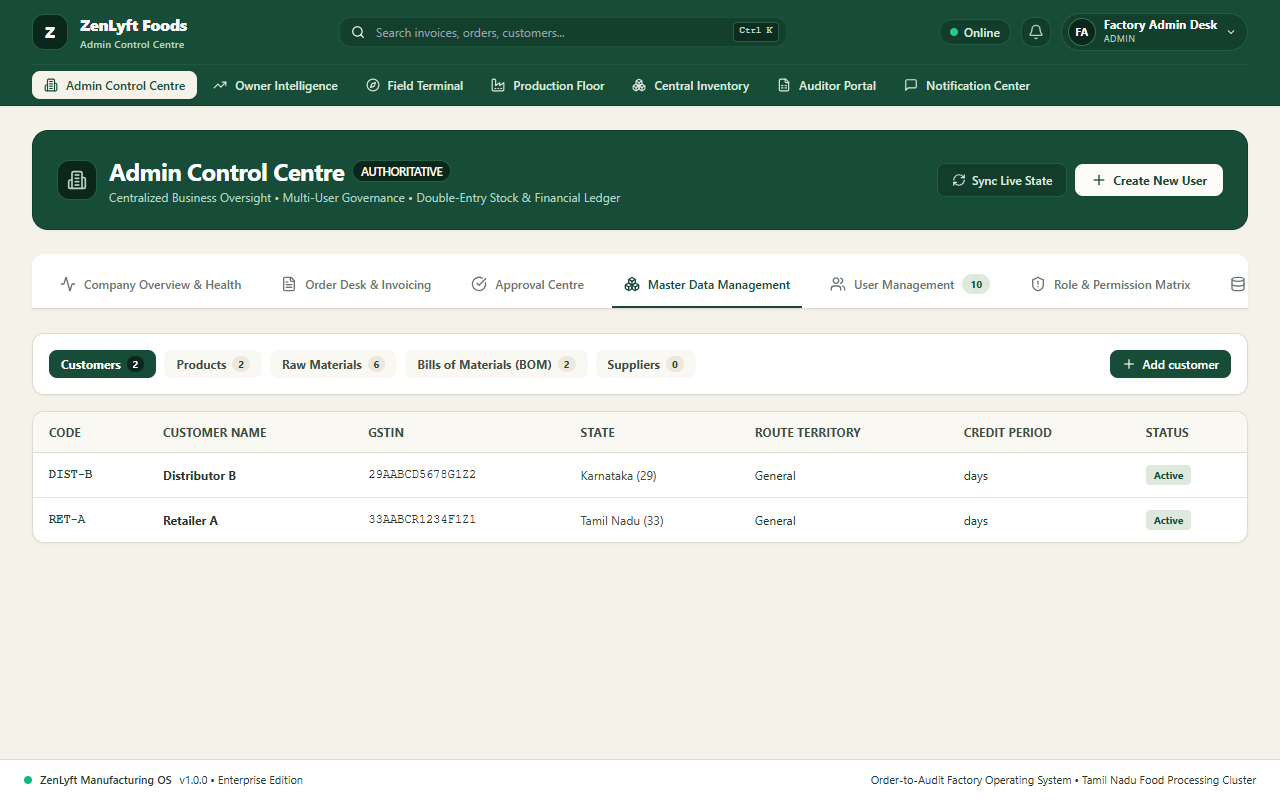 Z
ZenLyft Foods
Admin Control Centre
Search invoices, orders, customers...
Ctrl K
Online
FA
Factory Admin Desk
ADMIN
Admin Control Centre
Owner Intelligence
Field Terminal
Production Floor
Central Inventory
Auditor Portal
Notification Center
Admin Control Centre AUTHORITATIVE
Centralized Business Oversight • Multi-User Governance • Double-Entry Stock & Financial Ledger
Sync Live State
Create New User
Company Overview & Health
Order Desk & Invoicing
Approval Centre
Master Data Management
User Management 10
Role & Permission Matrix
Customers 2
Products 2
Raw Materials 6
Bills of Materials (BOM) 2
Suppliers 0
Add customer
CODE CUSTOMER NAME GSTIN STATE ROUTE TERRITORY CREDIT PERIOD STATUS
DIST-B Distributor B 29AABCD5678G1Z2 Karnataka (29) General days Active
RET-A Retailer A 33AABCR1234F1Z1 Tamil Nadu (33) General days Active
ZenLyft Manufacturing OS v1.0.0 • Enterprise Edition
Order-to-Audit Factory Operating System • Tamil Nadu Food Processing Cluster